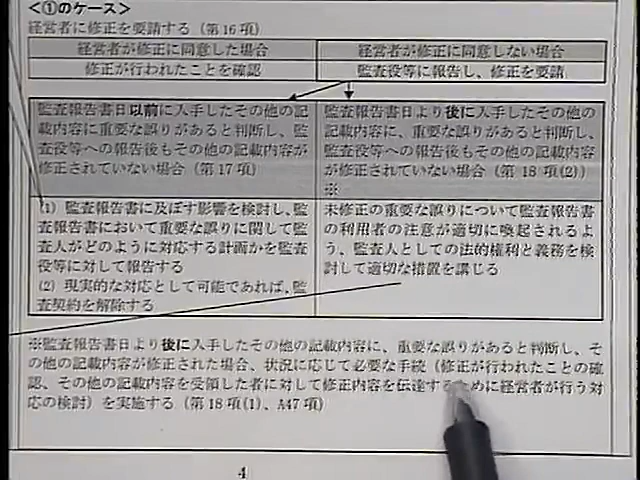 ＜①のケース＞
経営者に修正を要請する（第16項）
経営者が修正に同意した場合
経営者が修正に同意しない場合
修正が行われたことを確認
監査役等に報告し、修正を要請
監査報告書日以前に入手したその他の記
載内容に重要な誤りがあると判断し、監
査役等への報告後もその他の記載内容が
修正されていない場合（第17項）
監査報告書日より後に入手したその他の記
載内容に、重要な誤りがあると判断し、監
査役等への報告後もその他の記載内容が
修正されていない場合（第18項(2)）
※
(1) 監査報告書に及ぼす影響を検討し、監
査報告書において重要な誤りに関して監
査人がどのように対応する計画かを監査
役等に対して報告する
(2) 現実的な対応として可能であれば、監
査契約を解除する
未修正の重要な誤りについて監査報告書
の利用者の注意が適切に喚起されるよ
う、監査人としての法的権利と義務を検
討して適切な措置を講じる
※監査報告書日より後に入手したその他の記載内容に、重要な誤りがあると判断し、そ
の他の記載内容が修正された場合、状況に応じて必要な手続（修正が行われたことの確
認、その他の記載内容を受領した者に対して修正内容を伝達するために経営者が行う対
応の検討）を実施する（第18項(1)、A47項）
4